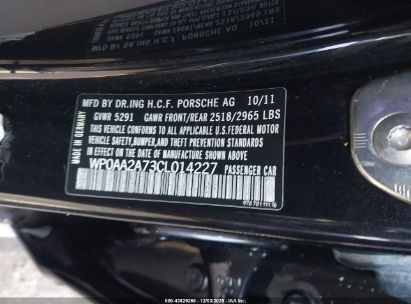 MFD BY DR.ING H.C.F. PORSCHE AG 10/11
GVWR 5291 GAWR FRONT/REAR 2518/2965 LBS
THIS VEHICLE CONFORMS TO ALL APPLICABLE U.S. FEDERAL MOTOR
VEHICLE SAFETY, BUMPER, AND THEFT PREVENTION STANDARDS
IN EFFECT ON THE DATE OF MANUFACTURE SHOWN ABOVE.
WP0AA2A73CL014227 PASSENGER CAR
MADE IN GERMANY